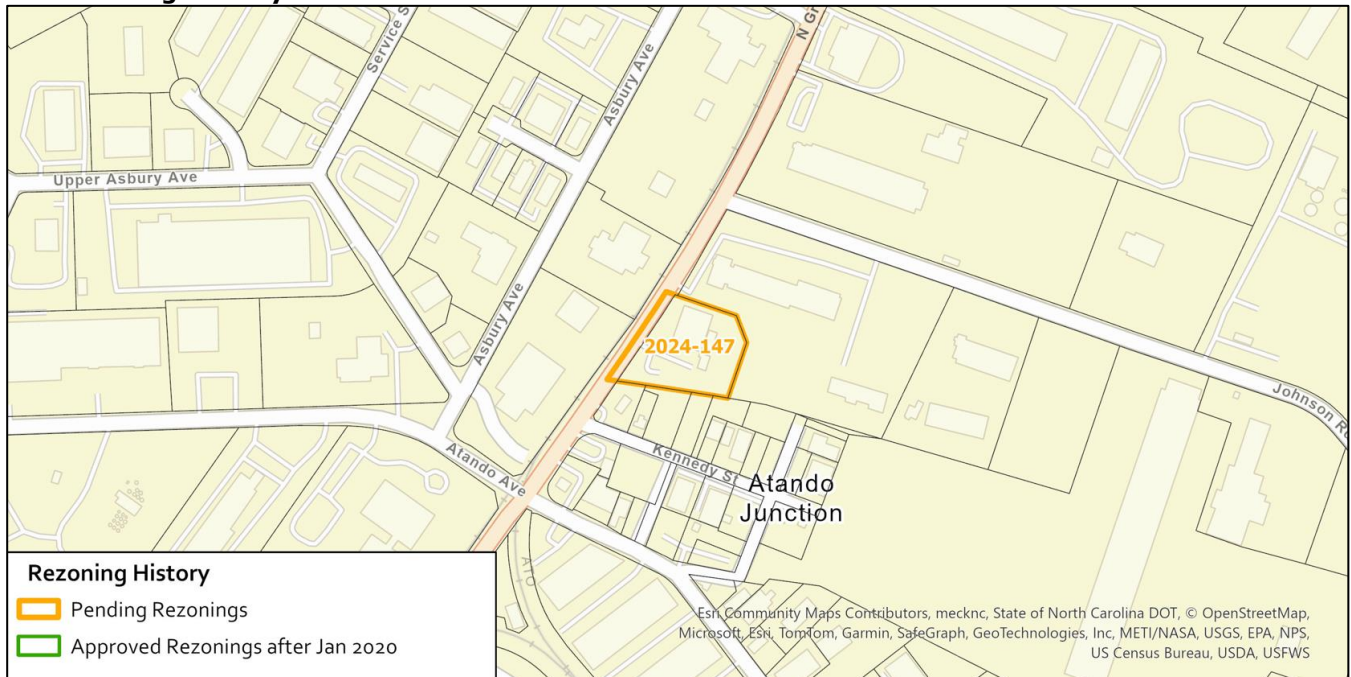 Service S
Asbury Ave
N Gr
Upper Asbury Ave
Asbury Ave
2024-147
Johnson Rd
Atando Ave
Kennedy St
Atando
Junction
ATO
Rezoning History
Pending Rezonings
Approved Rezonings after Jan 2020
Esri Community Maps Contributors, mecknc, State of North Carolina DOT, © OpenStreetMap,
Microsoft, Esri, TomTom, Garmin, SafeGraph, GeoTechnologies, Inc, METI/NASA, USGS, EPA, NPS,
US Census Bureau, USDA, USFWS